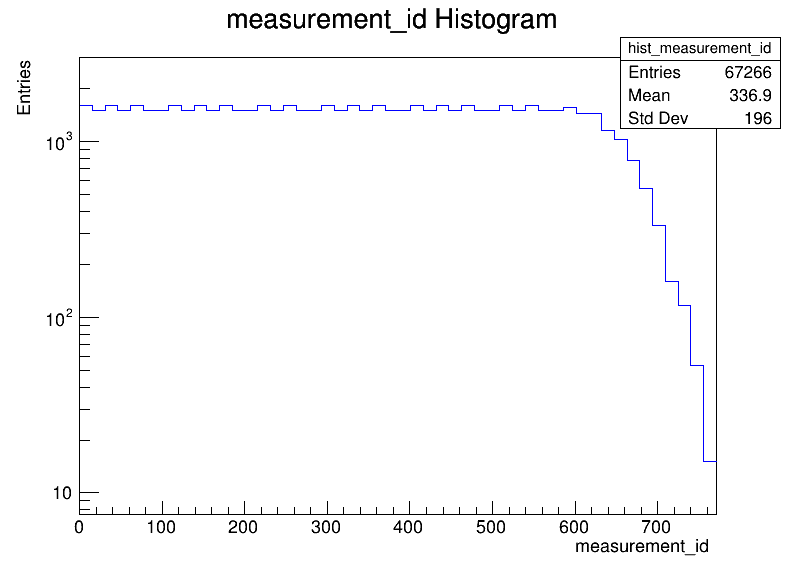 measurement_id Histogram
hist_measurement_id
Entries 67266
Mean 336.9
Std Dev 196
Entries
10³
10²
10
0 100 200 300 400 500 600 700
measurement_id